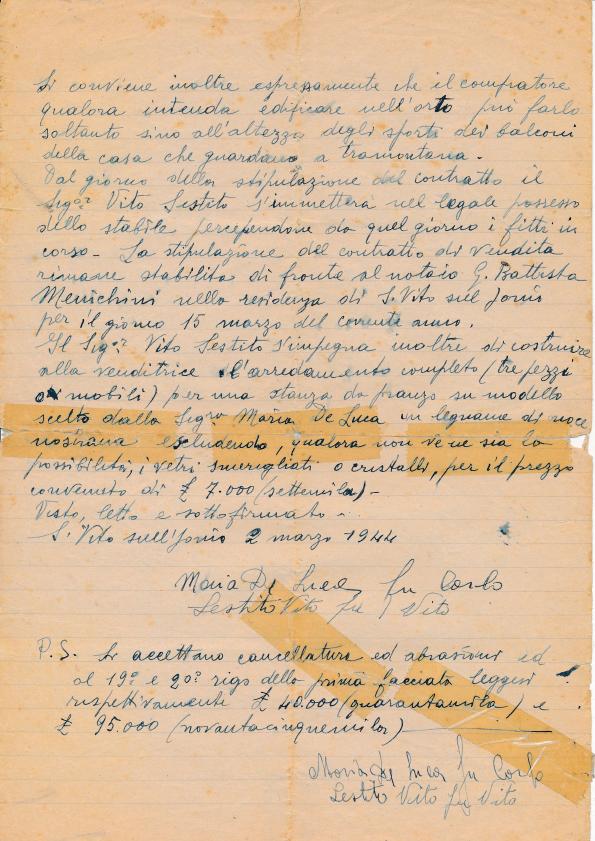 Si conviene inoltre espressamente che il compratore
qualora intenda edificare nell'orto può farlo
soltanto sino all'altezza degli sporti dei balconi
della casa che guardano a tramontana.
Dal giorno della stipulazione del contratto il
Sig.r Vito Sestito s'immetterà nel legale possesso
dello stabile percependone da quel giorno i fitti in
corso - La stipulazione del contratto di vendita
rimane stabilita di fronte al notaio G. Battista
Menichini nella residenza di S. Vito sul Jonio
per il giorno 15 marzo del corrente anno.
Il Sig.r Vito Sestito s'impegna inoltre di costruire
alla venditrice l'arredamento completo (tre pezzi
mobili) per una stanza da pranzo su modello
scelto dalla Sig.ra Maria De Luca in legname di noce
nostrana escludendo, qualora non ve ne sia la
possibilità, i vetri smerigliati o cristalli, per il prezzo
convenuto di £ 7.000 (settemila) -
Visto, letto e sottofirmato -
S. Vito sull'Jonio 2 marzo 1944
Maria De Luca fu Carlo
Sestito Vito fu Vito
P.S. Si accettano cancellatura ed abrasioni ed
al 19° e 20° rigo della prima facciata leggesi
rispettivamente £ 40.000 (quarantamila) e
£ 95.000 (novantacinquemila)
Maria De Luca fu Carlo
Sestito Vito fu Vito